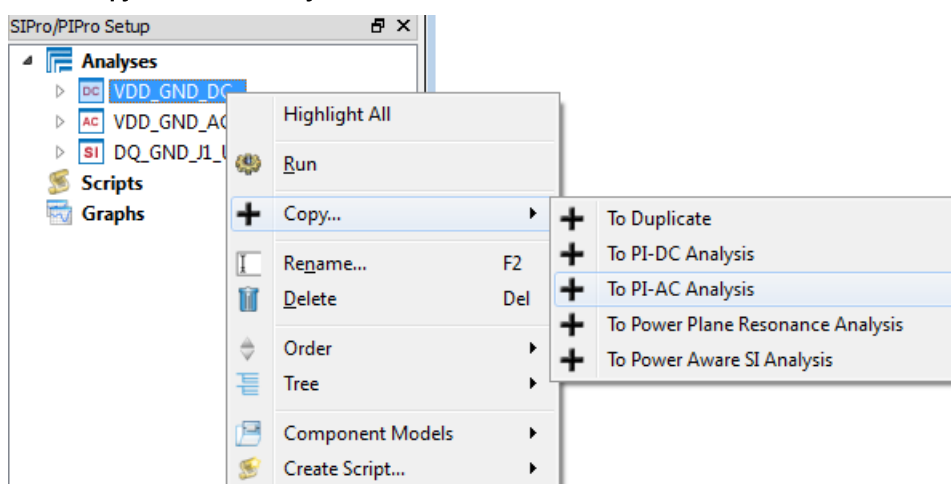 SIPro/PIPro Setup
Analyses
DC VDD_GND_DC
AC VDD_GND_AC
SI DQ_GND_J1_
Scripts
Graphs
Highlight All
Run
Copy...
Rename... F2
Delete Del
Order
Tree
Component Models
Create Script...
To Duplicate
To PI-DC Analysis
To PI-AC Analysis
To Power Plane Resonance Analysis
To Power Aware SI Analysis